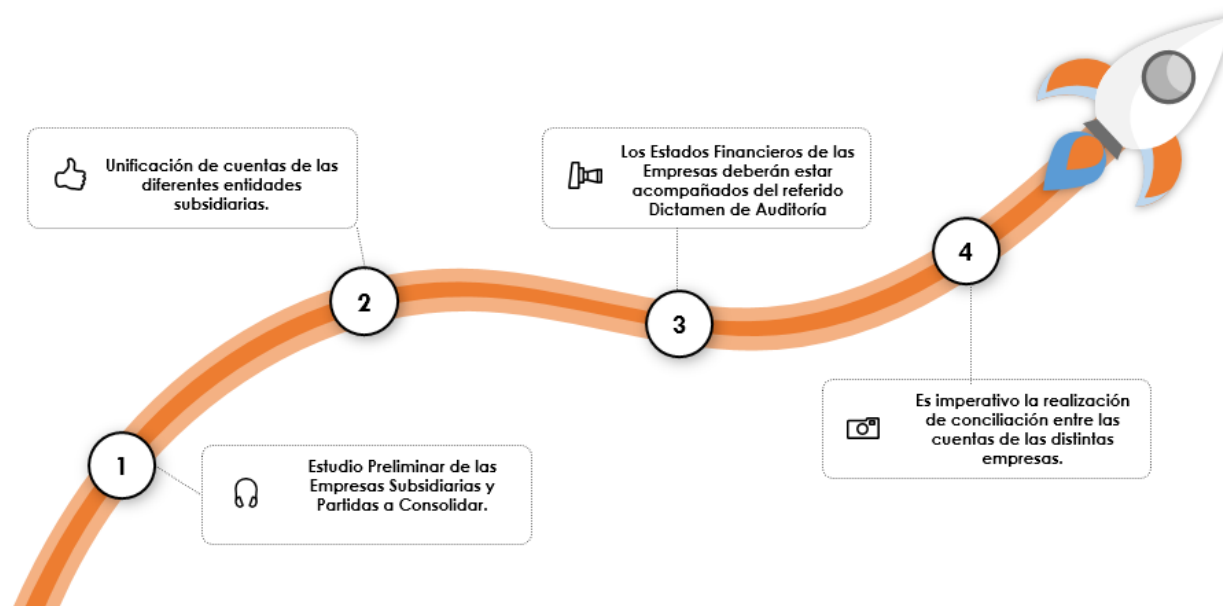 1
Estudio Preliminar de las
Empresas Subsidiarias y
Partidas a Consolidar.
2
Unificación de cuentas de las
diferentes entidades
subsidiarias.
3
Los Estados Financieros de las
Empresas deberán estar
acompañados del referido
Dictamen de Auditoría
4
Es imperativo la realización
de conciliación entre las
cuentas de las distintas
empresas.